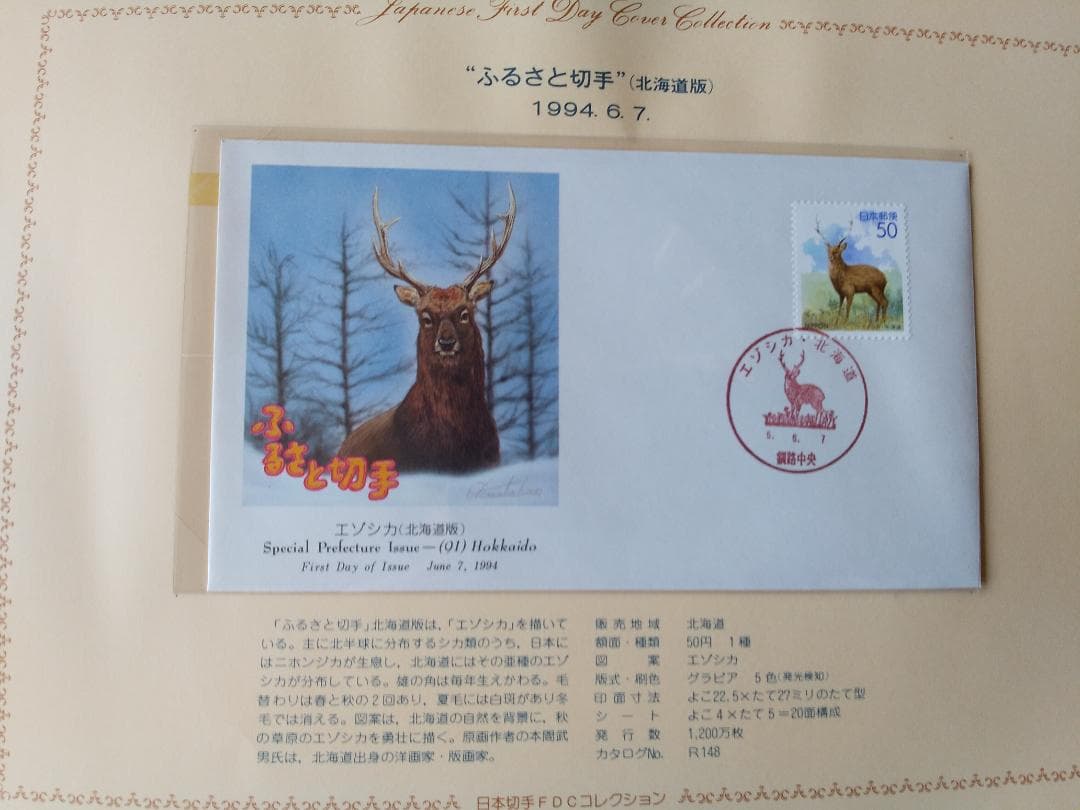 Japanese First Day Cover Collection
“ふるさと切手”(北海道版)
1994. 6. 7.
日本郵便
50
NIPPON
エゾシカ・北海道
6. 6. 7
釧路中央
ふるさと切手
エゾシカ(北海道版)
Special Prefecture Issue—(91) Hokkaido
First Day of Issue June 7, 1994
「ふるさと切手」北海道版は、「エゾシカ」を描いて
いる。主に北半球に分布するシカ類のうち、日本に
はニホンジカが生息し、北海道にはその亜種のエゾ
シカが分布している。雄の角は毎年生えかわる。毛
替わりは春と秋の2回あり、夏毛には白斑があり冬
毛では消える。図案は、北海道の自然を背景に、秋
の草原のエゾシカを勇壮に描く。原画作者の本間武
男氏は、北海道出身の洋画家・版画家。
販売地域 北海道
額面・種類 50円 1種
図案 エゾシカ
版式・刷色 グラビア 5色(発光検知)
印面寸法 よこ22.5×たて27ミリのたて型
シート よこ4×たて5＝20面構成
発行数 1,200万枚
カタログNo. R148
日本切手FDCコレクション